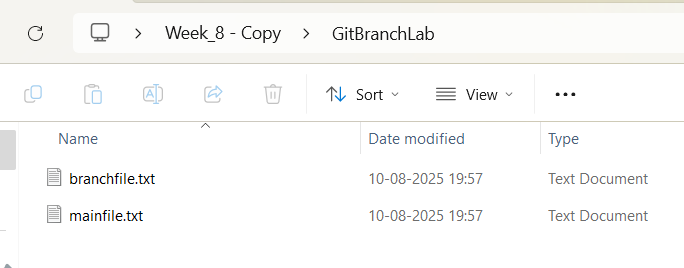 Week_8 - Copy GitBranchLab
Sort View
Name Date modified Type
branchfile.txt 10-08-2025 19:57 Text Document
mainfile.txt 10-08-2025 19:57 Text Document